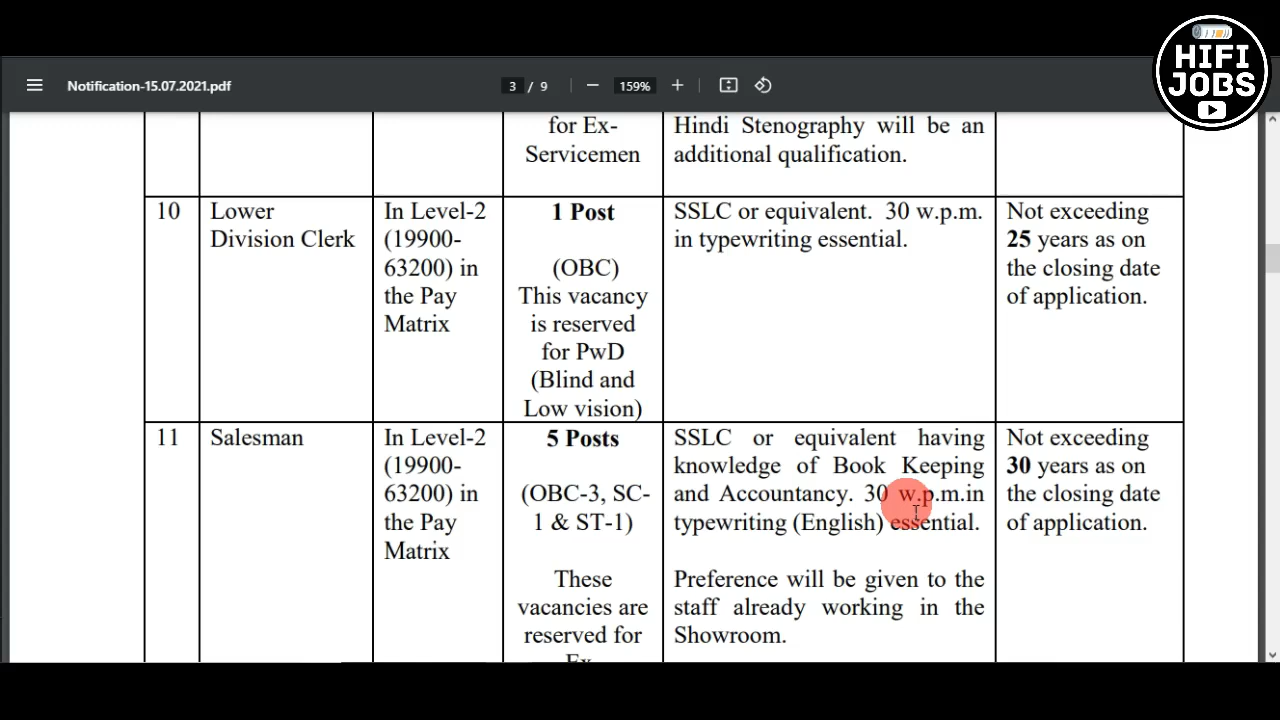 HIFI
JOBS
Notification-15.07.2021.pdf
3 / 9
159%
for Ex-
Servicemen
Hindi Stenography will be an
additional qualification.
10
Lower
Division Clerk
In Level-2
(19900-
63200) in
the Pay
Matrix
1 Post
(OBC)
This vacancy
is reserved
for PwD
(Blind and
Low vision)
SSLC or equivalent. 30 w.p.m.
in typewriting essential.
Not exceeding
25 years as on
the closing date
of application.
11
Salesman
In Level-2
(19900-
63200) in
the Pay
Matrix
5 Posts
(OBC-3, SC-
1 & ST-1)
These
vacancies are
reserved for
Ex-
SSLC or equivalent having
knowledge of Book Keeping
and Accountancy. 30 w.p.m.in
typewriting (English) essential.
Preference will be given to the
staff already working in the
Showroom.
Not exceeding
30 years as on
the closing date
of application.